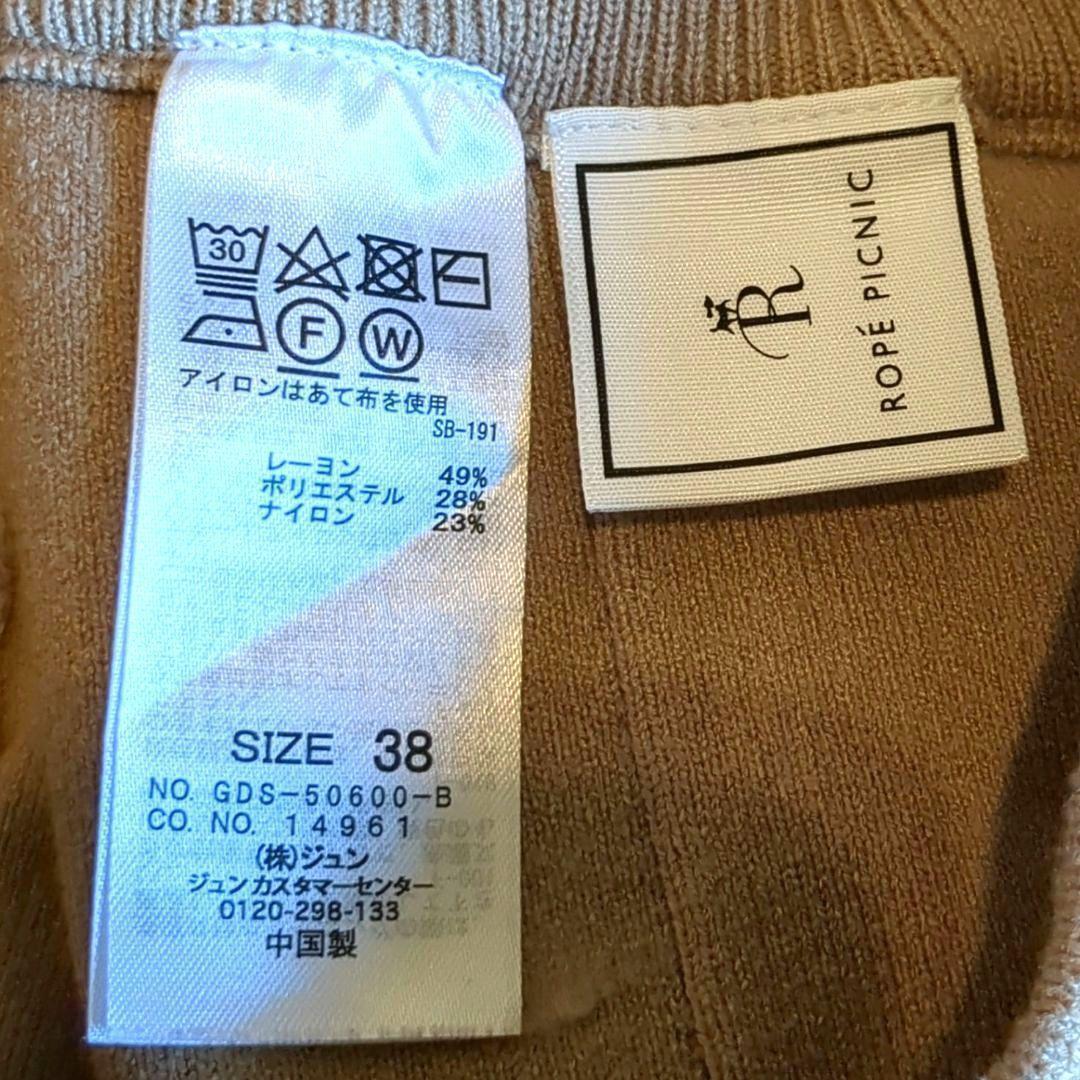 30
F W
アイロンはあて布を使用
SB-191
レーヨン 49%
ポリエステル 28%
ナイロン 23%
SIZE 38
NO. GDS-50600-B
CO. NO. 14961
(株)ジュン
ジュンカスタマーセンター
0120-298-133
中国製
R
ROPÉ PICNIC